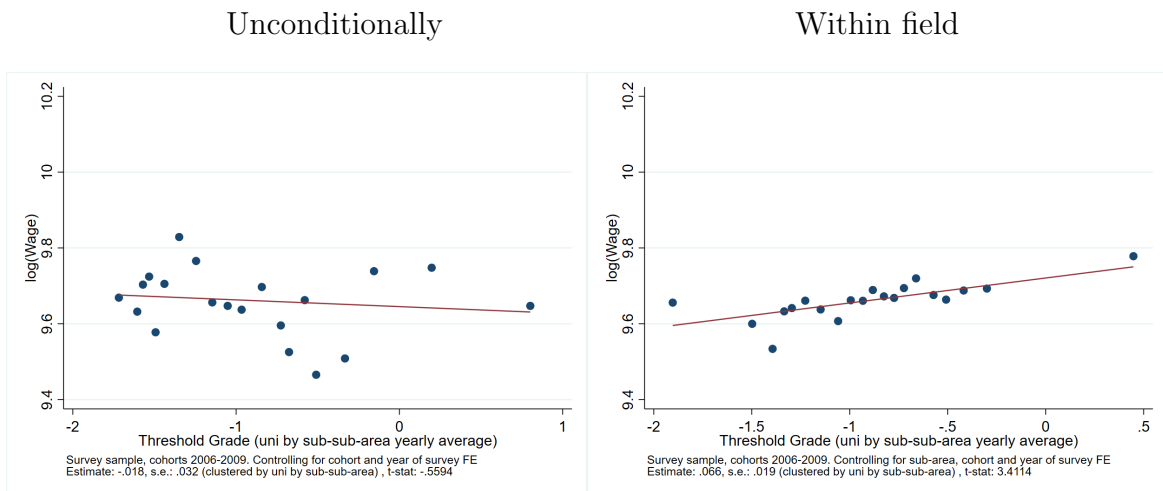 Unconditionally
Within field
log(Wage)
10.2
10
9.8
9.6
9.4
-2
-1
0
1
Threshold Grade (uni by sub-sub-area yearly average)
Survey sample, cohorts 2006-2009. Controlling for cohort and year of survey FE
Estimate: -.018, s.e.: .032 (clustered by uni by sub-sub-area) , t-stat: -.5594
log(Wage)
10.2
10
9.8
9.6
9.4
-2
-1.5
-1
-.5
0
.5
Threshold Grade (uni by sub-sub-area yearly average)
Survey sample, cohorts 2006-2009. Controlling for sub-area, cohort and year of survey FE
Estimate: .066, s.e.: .019 (clustered by uni by sub-sub-area) , t-stat: 3.4114